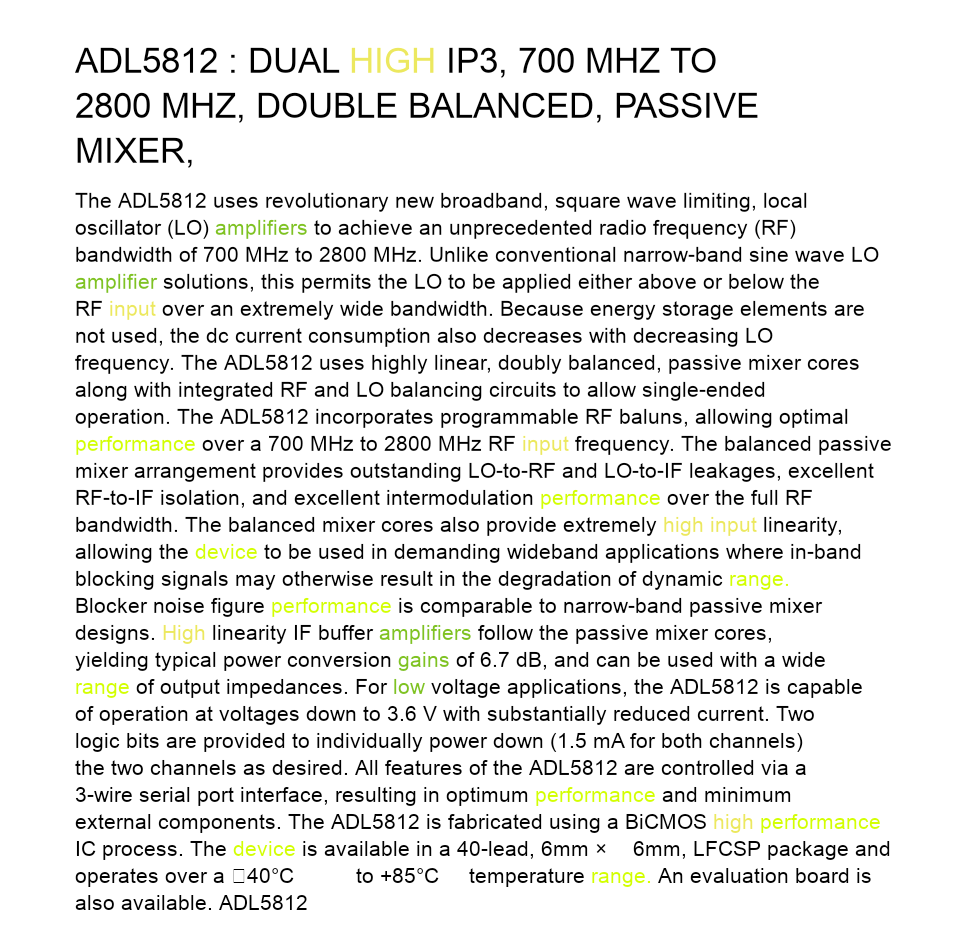 ADL5812 : DUAL HIGH IP3, 700 MHZ TO
2800 MHZ, DOUBLE BALANCED, PASSIVE
MIXER,
The ADL5812 uses revolutionary new broadband, square wave limiting, local
oscillator (LO) amplifiers to achieve an unprecedented radio frequency (RF)
bandwidth of 700 MHz to 2800 MHz. Unlike conventional narrow-band sine wave LO
amplifier solutions, this permits the LO to be applied either above or below the
RF input over an extremely wide bandwidth. Because energy storage elements are
not used, the dc current consumption also decreases with decreasing LO
frequency. The ADL5812 uses highly linear, doubly balanced, passive mixer cores
along with integrated RF and LO balancing circuits to allow single-ended
operation. The ADL5812 incorporates programmable RF baluns, allowing optimal
performance over a 700 MHz to 2800 MHz RF input frequency. The balanced passive
mixer arrangement provides outstanding LO-to-RF and LO-to-IF leakages, excellent
RF-to-IF isolation, and excellent intermodulation performance over the full RF
bandwidth. The balanced mixer cores also provide extremely high input linearity,
allowing the device to be used in demanding wideband applications where in-band
blocking signals may otherwise result in the degradation of dynamic range.
Blocker noise figure performance is comparable to narrow-band passive mixer
designs. High linearity IF buffer amplifiers follow the passive mixer cores,
yielding typical power conversion gains of 6.7 dB, and can be used with a wide
range of output impedances. For low voltage applications, the ADL5812 is capable
of operation at voltages down to 3.6 V with substantially reduced current. Two
logic bits are provided to individually power down (1.5 mA for both channels)
the two channels as desired. All features of the ADL5812 are controlled via a
3-wire serial port interface, resulting in optimum performance and minimum
external components. The ADL5812 is fabricated using a BiCMOS high performance
IC process. The device is available in a 40-lead, 6mm × 6mm, LFCSP package and
operates over a □40°C to +85°C temperature range. An evaluation board is
also available. ADL5812